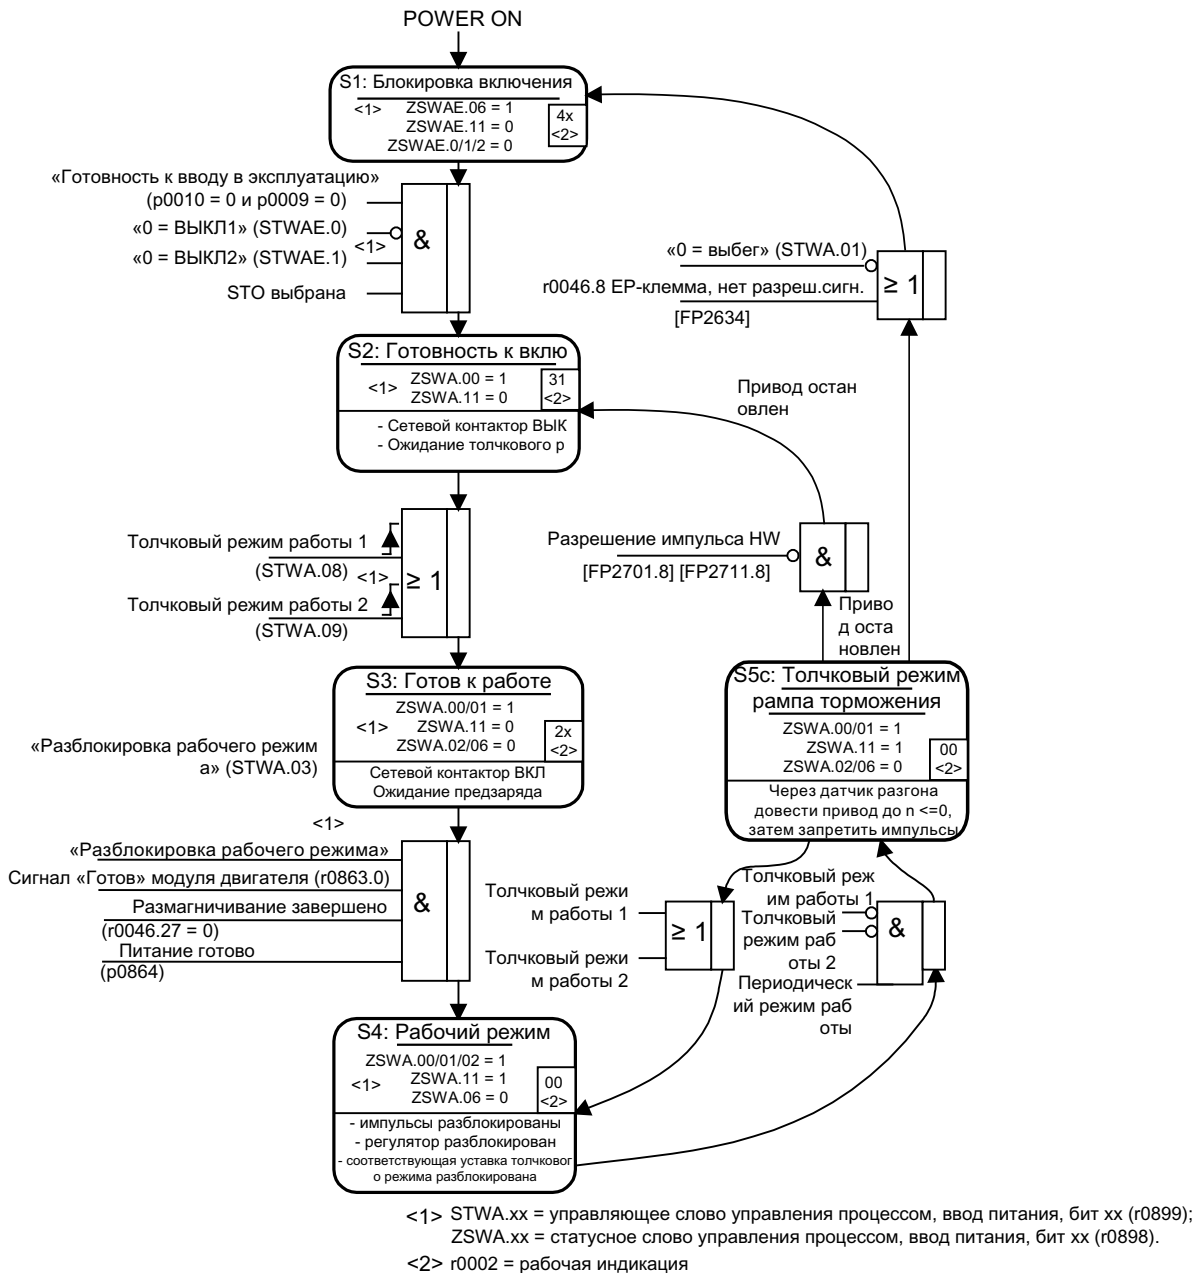 POWER ON
S1: Блокировка включения
<1>
ZSWAE.06 = 1
ZSWAE.11 = 0
ZSWAE.0/1/2 = 0
4x
<2>
«Готовность к вводу в эксплуатацию»
(p0010 = 0 и p0009 = 0)
«0 = ВЫКЛ1» (STWAE.0)
<1>
«0 = ВЫКЛ2» (STWAE.1)
STO выбрана
&
«0 = выбег» (STWA.01)
r0046.8 EP-клемма, нет разреш.сигн.
[FP2634]
≥ 1
S2: Готовность к вклю
<1>
ZSWA.00 = 1
ZSWA.11 = 0
31
<2>
- Сетевой контактор ВЫК
- Ожидание толчкового р
Привод остан
овлен
Толчковый режим работы 1
(STWA.08)
<1>
Толчковый режим работы 2
(STWA.09)
≥ 1
Разрешение импульса HW
[FP2701.8] [FP2711.8]
&
Приво
д оста
новлен
S3: Готов к работе
ZSWA.00/01 = 1
<1>
ZSWA.11 = 0
ZSWA.02/06 = 0
2x
<2>
Сетевой контактор ВКЛ
Ожидание предзаряда
«Разблокировка рабочего режим
а» (STWA.03)
S5c: Толчковый режим
рампа торможения
ZSWA.00/01 = 1
ZSWA.11 = 1
ZSWA.02/06 = 0
00
<2>
Через датчик разгона
довести привод до n <=0,
затем запретить импульсы
<1>
«Разблокировка рабочего режима»
Сигнал «Готов» модуля двигателя (r0863.0)
Размагничивание завершено
(r0046.27 = 0)
Питание готово
(p0864)
&
Толчковый режи
м работы 1
Толчковый режи
м работы 2
≥ 1
Толчковый реж
им работы 1
Толчковый
режим раб
оты 2
Периодическ
ий режим раб
оты
&
S4: Рабочий режим
ZSWA.00/01/02 = 1
<1>
ZSWA.11 = 1
ZSWA.06 = 0
00
<2>
- импульсы разблокированы
- регулятор разблокирован
- соответствующая уставка толчковог
о режима разблокирована
<1> STWA.xx = управляющее слово управления процессом, ввод питания, бит xx (r0899);
ZSWA.xx = статусное слово управления процессом, ввод питания, бит xx (r0898).
<2> r0002 = рабочая индикация